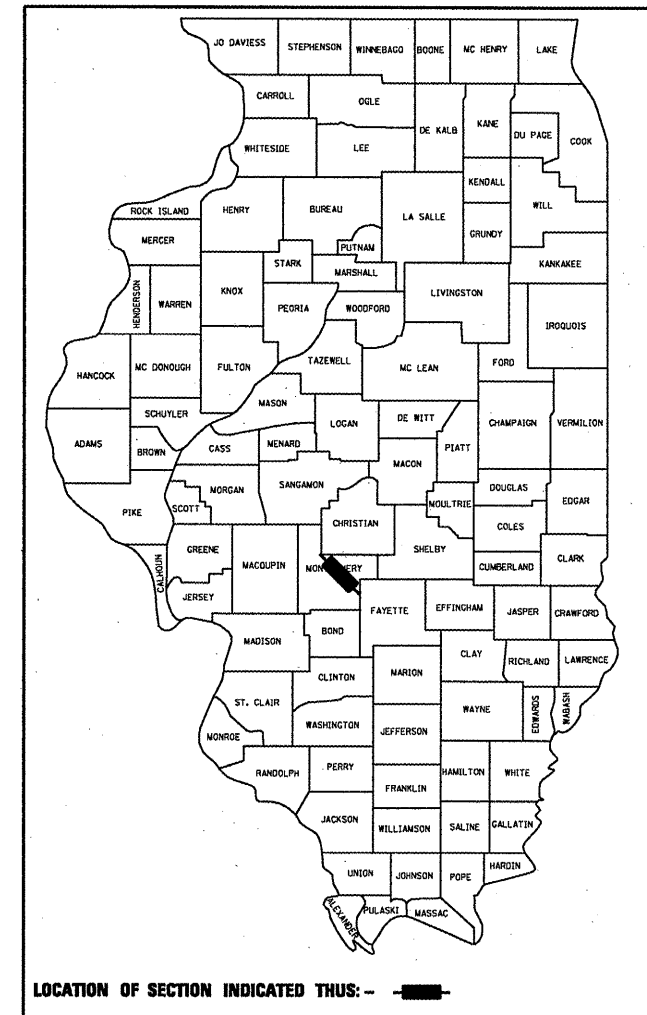 JO DAVIESS STEPHENSON WINNEBAGO BOONE MC HENRY LAKE
CARROLL OGLE DE KALB KANE DU PAGE COOK
WHITESIDE LEE
KENDALL WILL
ROCK ISLAND HENRY BUREAU LA SALLE GRUNDY
MERCER PUTNAM
STARK MARSHALL KANKAKEE
HENDERSON WARREN KNOX PEORIA WOODFORD LIVINGSTON IROQUOIS
HANCOCK MC DONOUGH FULTON TAZEWELL MC LEAN FORD
SCHUYLER MASON LOGAN DE WITT CHAMPAIGN VERMILION
ADAMS BROWN CASS MENARD MACON PIATT
MORGAN SANGAMON DOUGLAS EDGAR
PIKE SCOTT CHRISTIAN MOULTRIE COLES
GREENE MACOUPIN SHELBY CUMBERLAND CLARK
CALHOUN JERSEY FAYETTE EFFINGHAM JASPER CRAWFORD
MADISON BOND CLAY RICHLAND LAWRENCE
CLINTON MARION EDWARDS WABASH
ST. CLAIR WASHINGTON JEFFERSON WAYNE
MONROE
RANDOLPH PERRY FRANKLIN HAMILTON WHITE
JACKSON WILLIAMSON SALINE GALLATIN
UNION JOHNSON POPE HARDIN
ALEXANDER PULASKI MASSAC
LOCATION OF SECTION INDICATED THUS: -